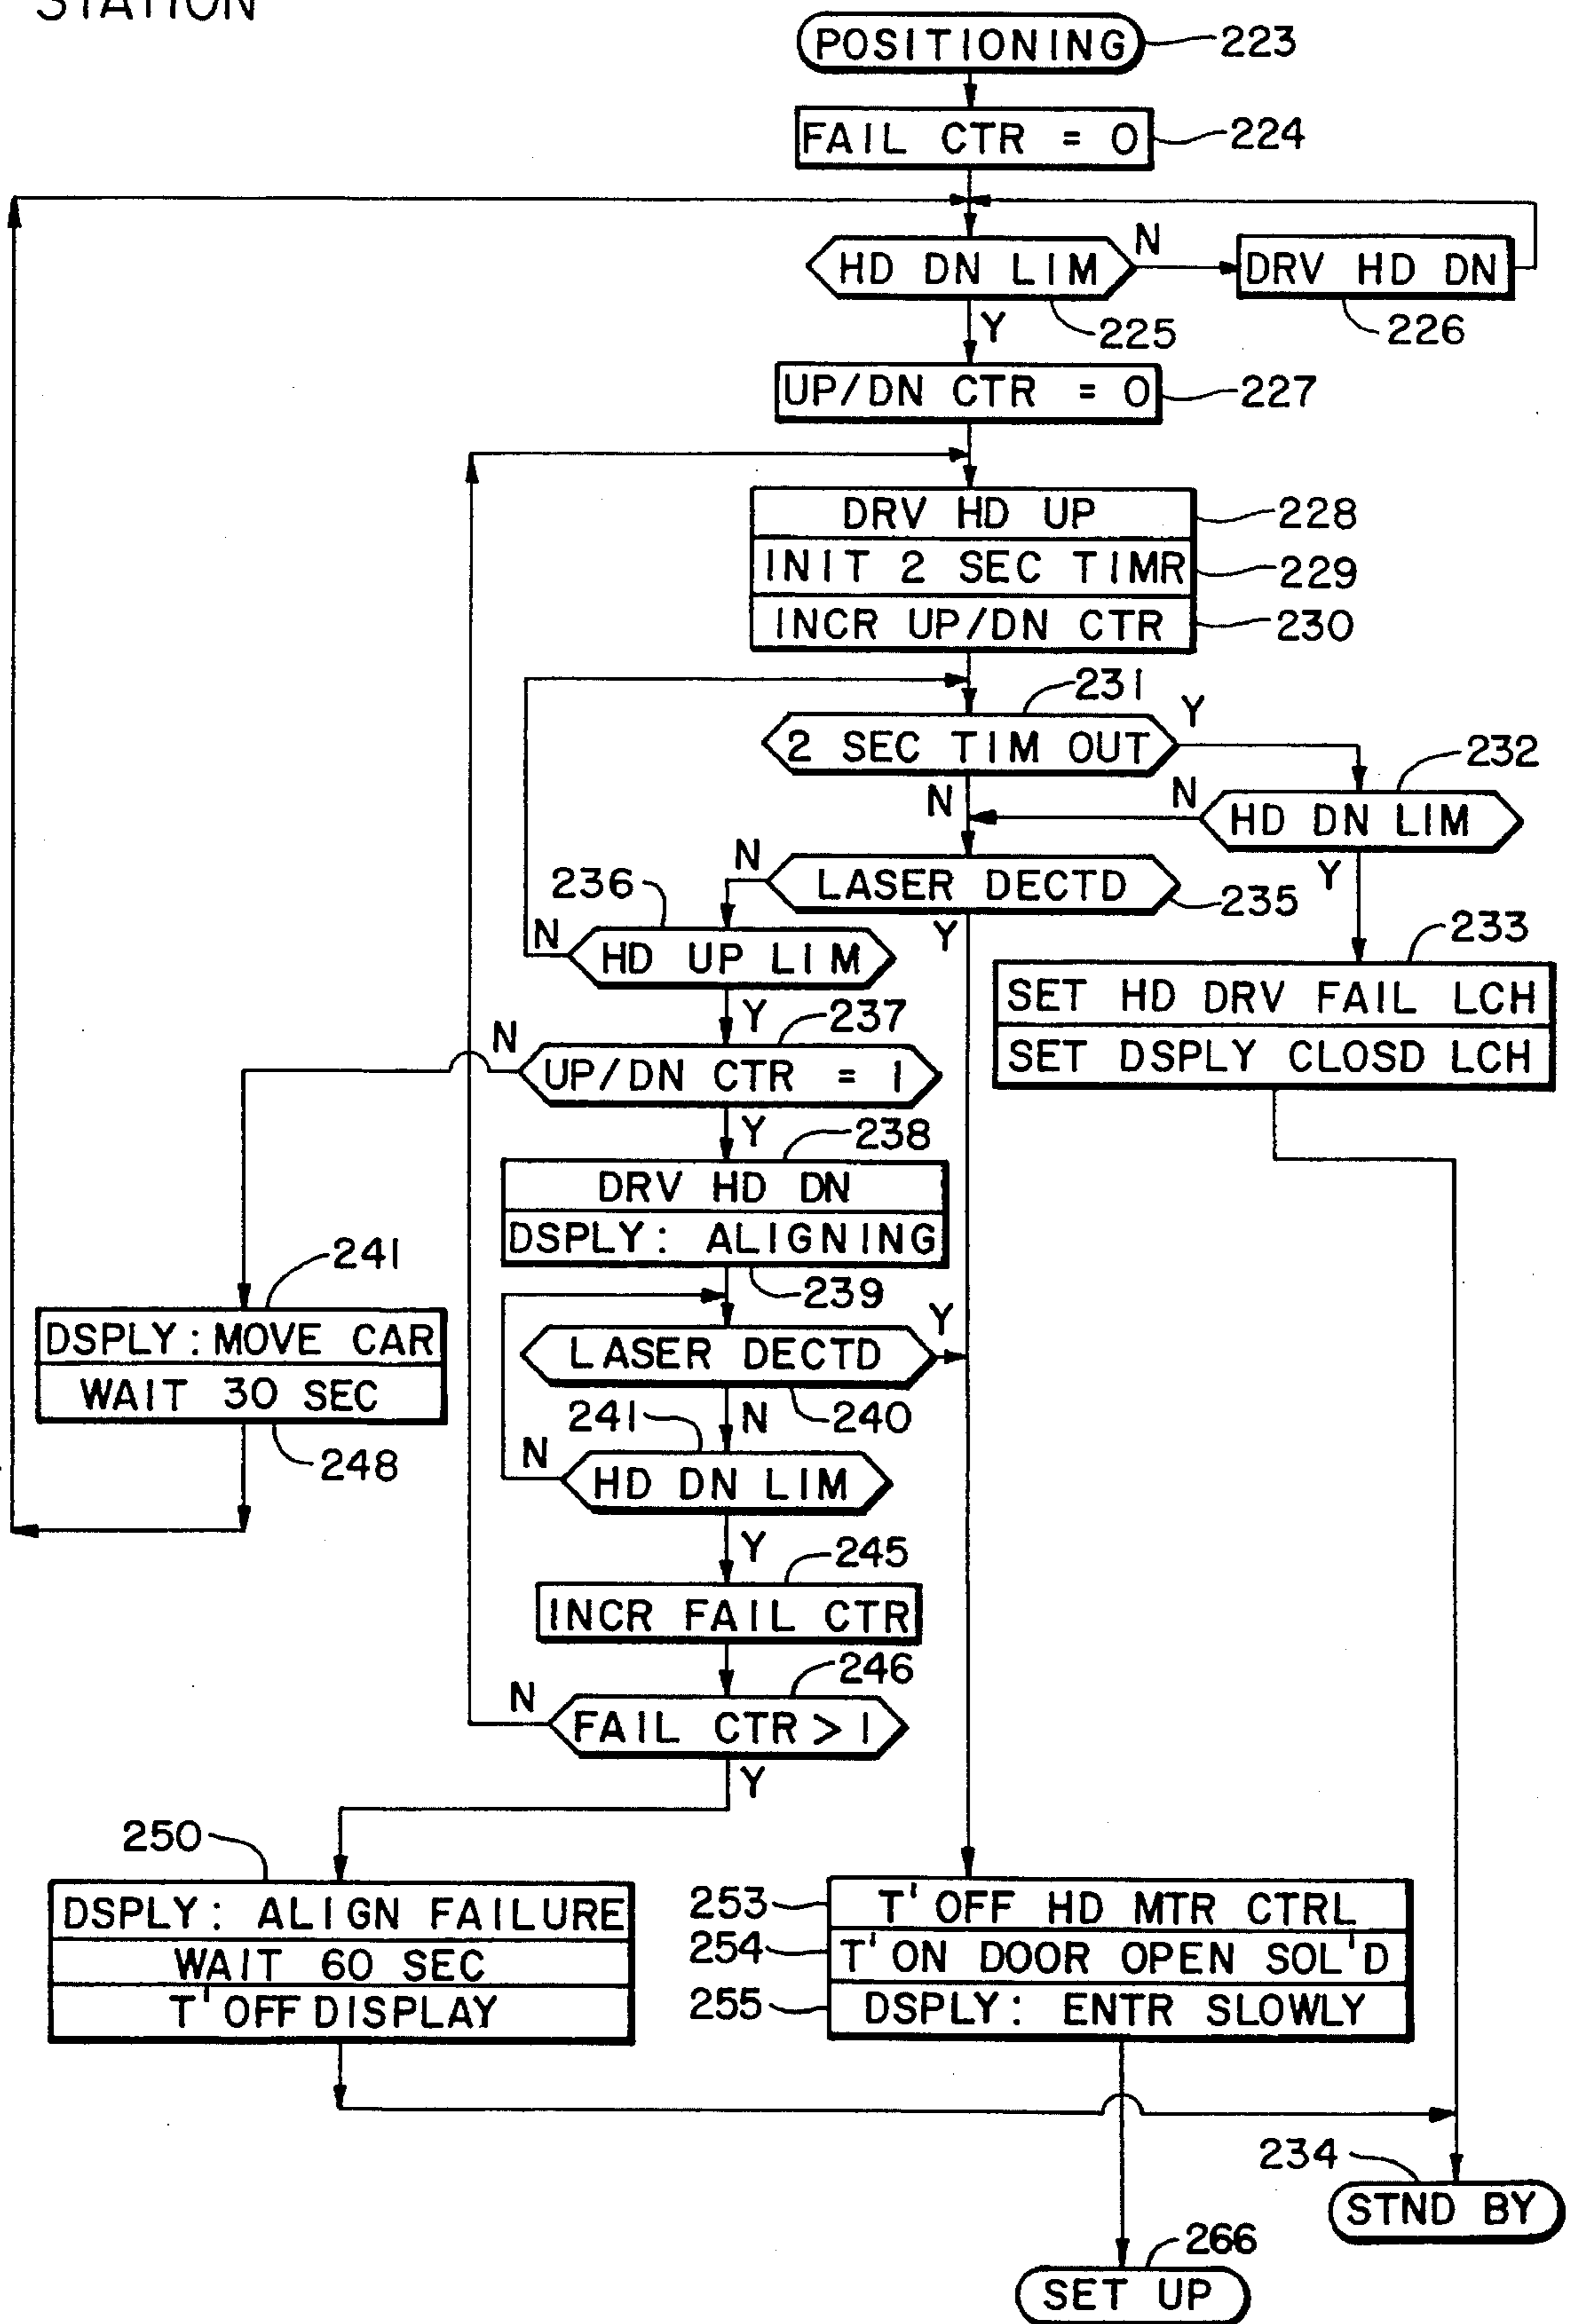 STATION
POSITIONING 223
FAIL CTR = 0 224
HD DN LIM 225
N
DRV HD DN
226
Y
UP/DN CTR = 0 227
DRV HD UP 228
INIT 2 SEC TIMR 229
INCR UP/DN CTR 230
231
2 SEC TIM OUT
Y
232
N
N
HD DN LIM
Y
N
LASER DECTD
235
236
Y
233
N
HD UP LIM
SET HD DRV FAIL LCH
SET DSPLY CLOSD LCH
Y
237
N
UP/DN CTR = 1
Y
238
DRV HD DN
DSPLY: ALIGNING
239
241
DSPLY: MOVE CAR
WAIT 30 SEC
248
Y
LASER DECTD
240
241
N
N
HD DN LIM
Y
245
INCR FAIL CTR
246
N
FAIL CTR > 1
Y
250
DSPLY: ALIGN FAILURE
WAIT 60 SEC
T'OFF DISPLAY
253 T'OFF HD MTR CTRL
254 T'ON DOOR OPEN SOL'D
255 DSPLY: ENTR SLOWLY
234
STND BY
266
SET UP